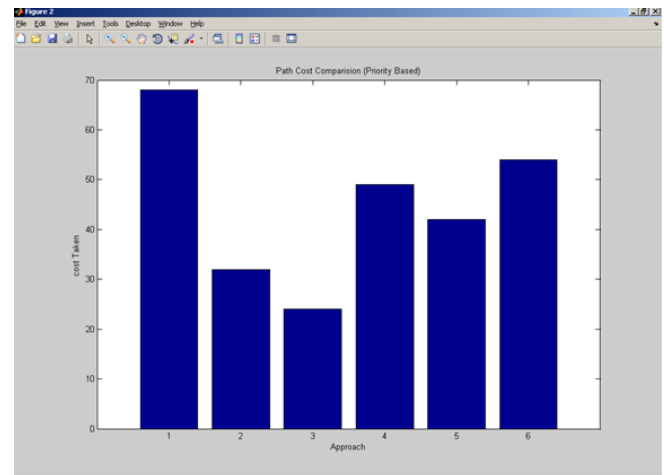 Figure 2
File Edit View Insert Tools Desktop Window Help
Path Cost Comparision (Priority Based)
70
60
50
40
30
20
10
0
cost Taken
1 2 3 4 5 6
Approach